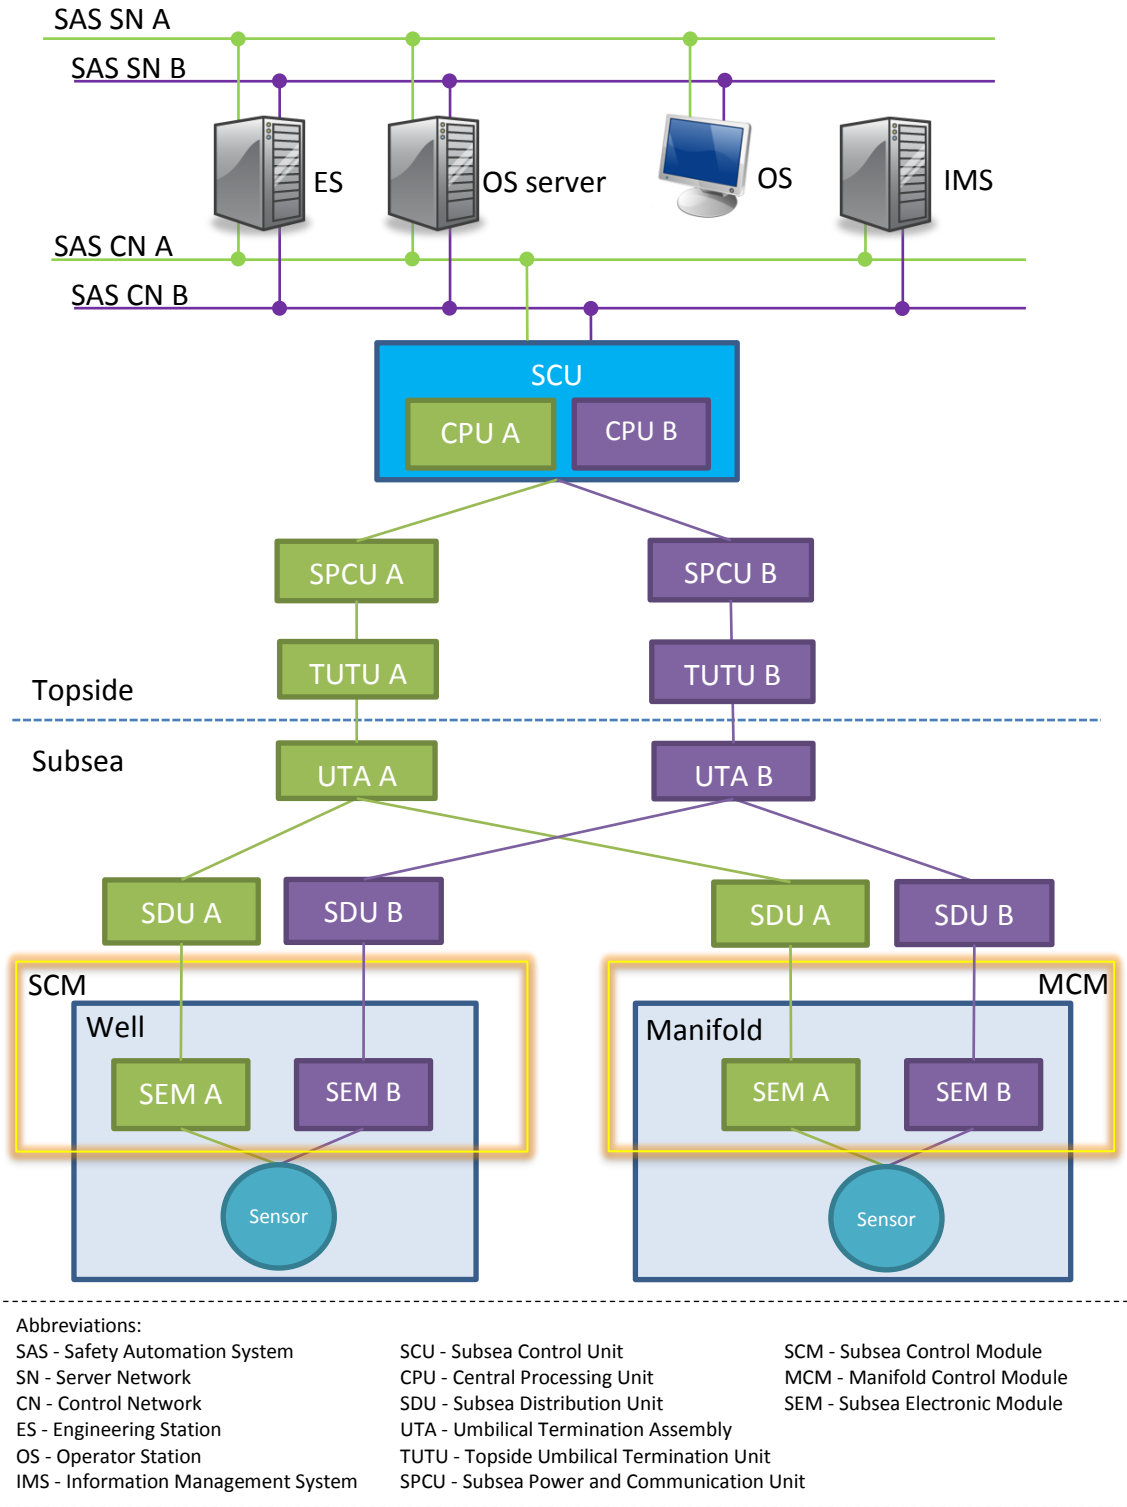 SAS SN A
SAS SN B
ES
OS server
OS
IMS
SAS CN A
SAS CN B
SCU
CPU A
CPU B
SPCU A
SPCU B
TUTU A
TUTU B
Topside
Subsea
UTA A
UTA B
SDU A
SDU B
SDU A
SDU B
SCM
MCM
Well
Manifold
SEM A
SEM B
SEM A
SEM B
Sensor
Sensor
Abbreviations:
SAS - Safety Automation System
SN - Server Network
CN - Control Network
ES - Engineering Station
OS - Operator Station
IMS - Information Management System
SCU - Subsea Control Unit
CPU - Central Processing Unit
SDU - Subsea Distribution Unit
UTA - Umbilical Termination Assembly
TUTU - Topside Umbilical Termination Unit
SPCU - Subsea Power and Communication Unit
SCM - Subsea Control Module
MCM - Manifold Control Module
SEM - Subsea Electronic Module